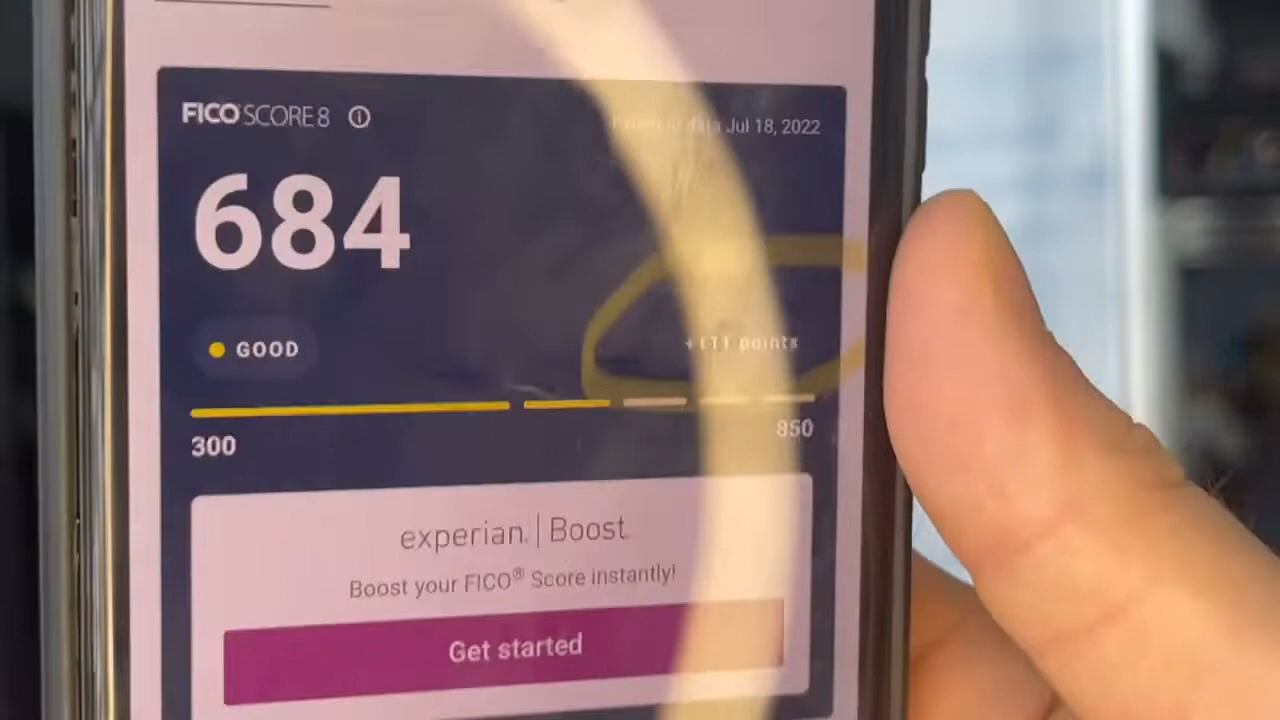 FICO SCORE 8
Jul 18, 2022
684
GOOD
+111 points
300
850
experian. | Boost
Boost your FICO® Score instantly!
Get started